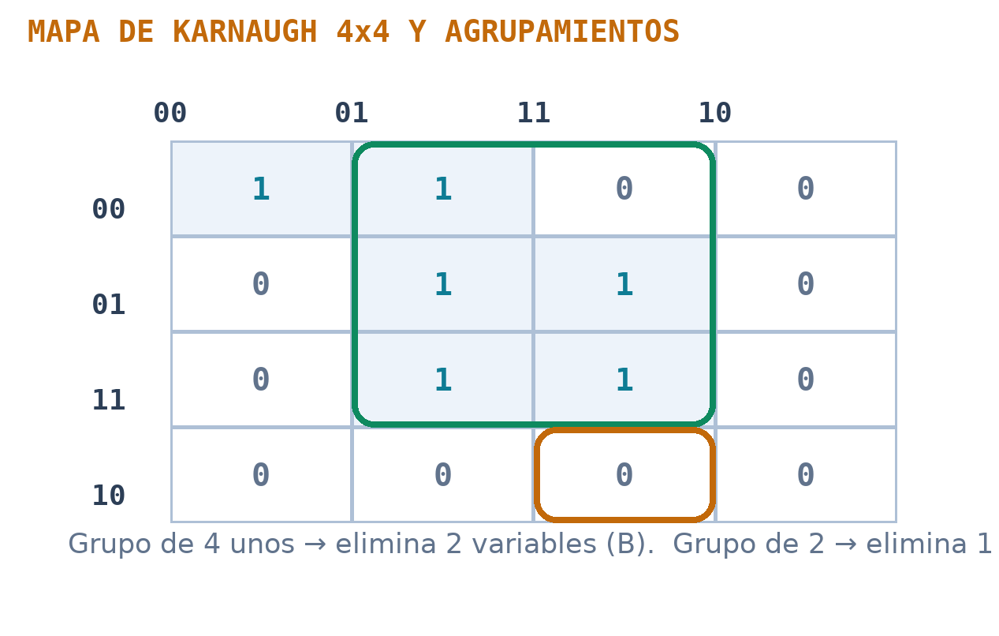 MAPA DE KARNAUGH 4x4 Y AGRUPAMIENTOS
00 01 11 10
00 1 1 0 0
01 0 1 1 0
11 0 1 1 0
10 0 0 0 0
Grupo de 4 unos → elimina 2 variables (B).  Grupo de 2 → elimina 1